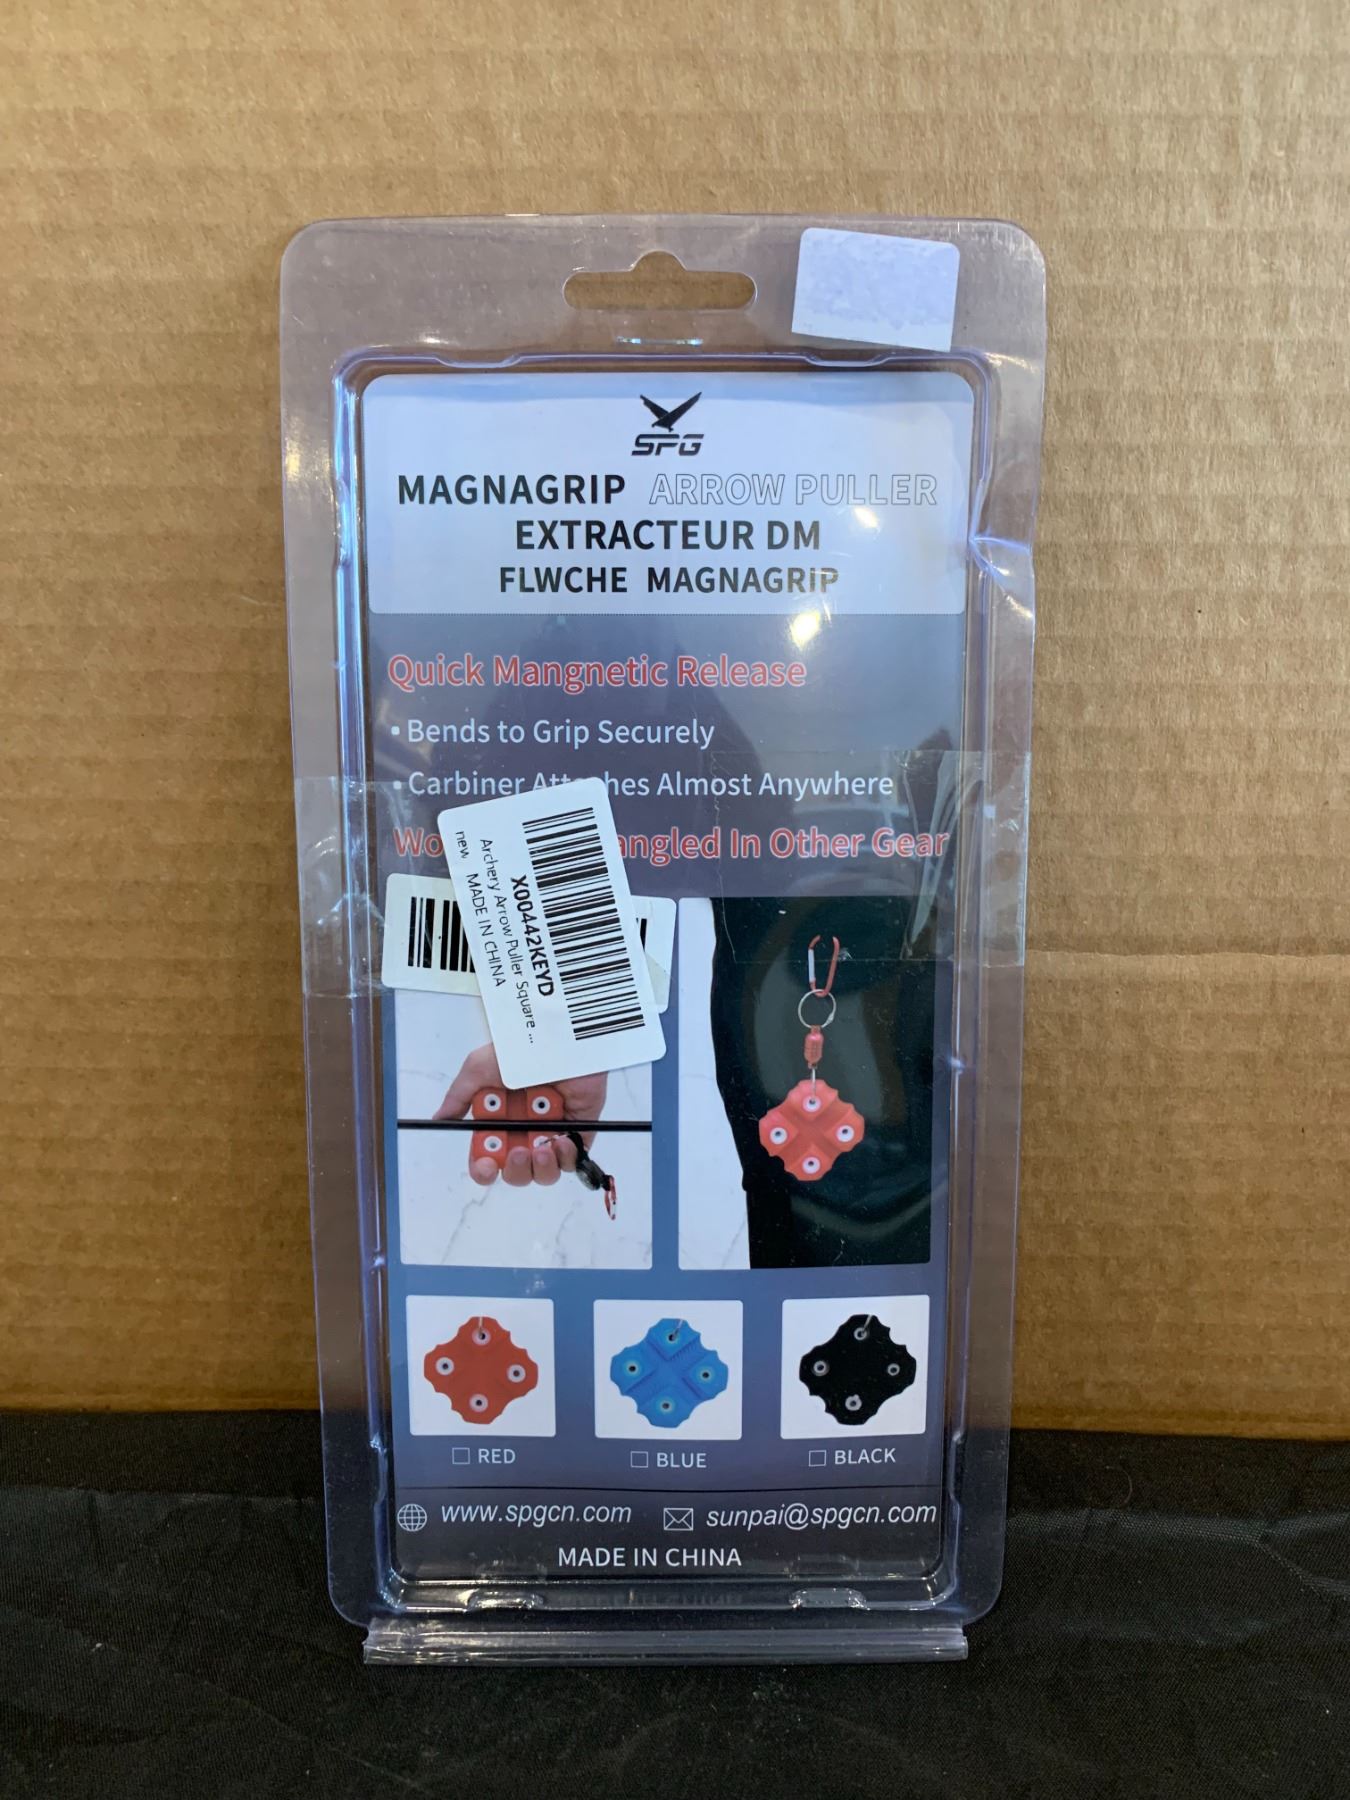 SPG
MAGNAGRIP ARROW PULLER
EXTRACTEUR DM
FLWCHE MAGNAGRIP
Quick Mangnetic Release
• Bends to Grip Securely
• Carbiner Almost Anywhere
In Other Gear
X00442KEYD
Archery Arrow Puller Square ...
new MADE IN CHINA
RED
BLUE
BLACK
www.spgcn.com
sunpai@spgcn.com
MADE IN CHINA